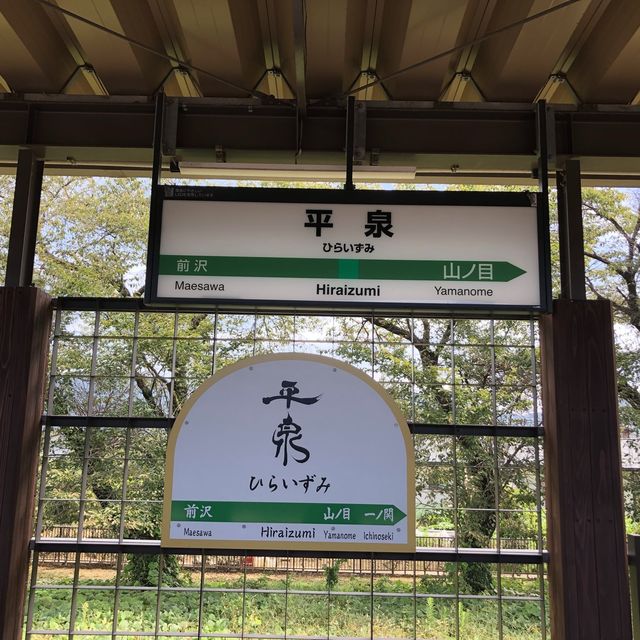 平 泉
ひらいずみ
前沢 山ノ目
Maesawa Hiraizumi Yamanome
平泉
ひらいずみ
前沢 山ノ目 一ノ関
Maesawa Hiraizumi Yamanome Ichinoseki